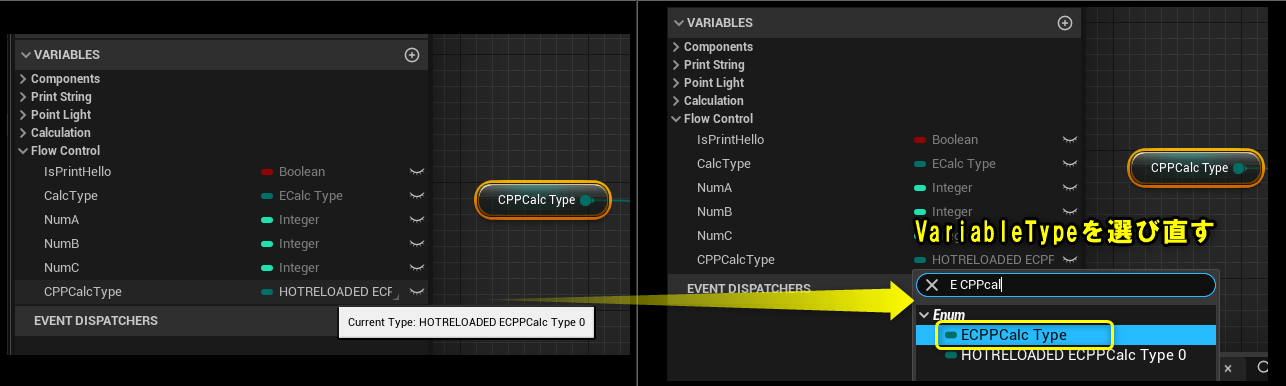 VARIABLES
Components
Print String
Point Light
Calculation
Flow Control
IsPrintHello Boolean
CalcType ECalc Type
NumA Integer
NumB Integer
NumC Integer
CPPCalcType HOTRELOADED ECPF
EVENT DISPATCHERS
Current Type: HOTRELOADED ECPPCalc Type 0
CPPCalc Type
VARIABLES
Components
Print String
Point Light
Calculation
Flow Control
IsPrintHello Boolean
CalcType ECalc Type
NumA Integer
NumB Integer
NumC
CPPCalcType HOTRELOADED ECPF
EVENT DISPATCHERS
CPPCalc Type
VariableTypeを選び直す
E CPPcal
Enum
ECPPCalc Type
HOTRELOADED ECPPCalc Type 0